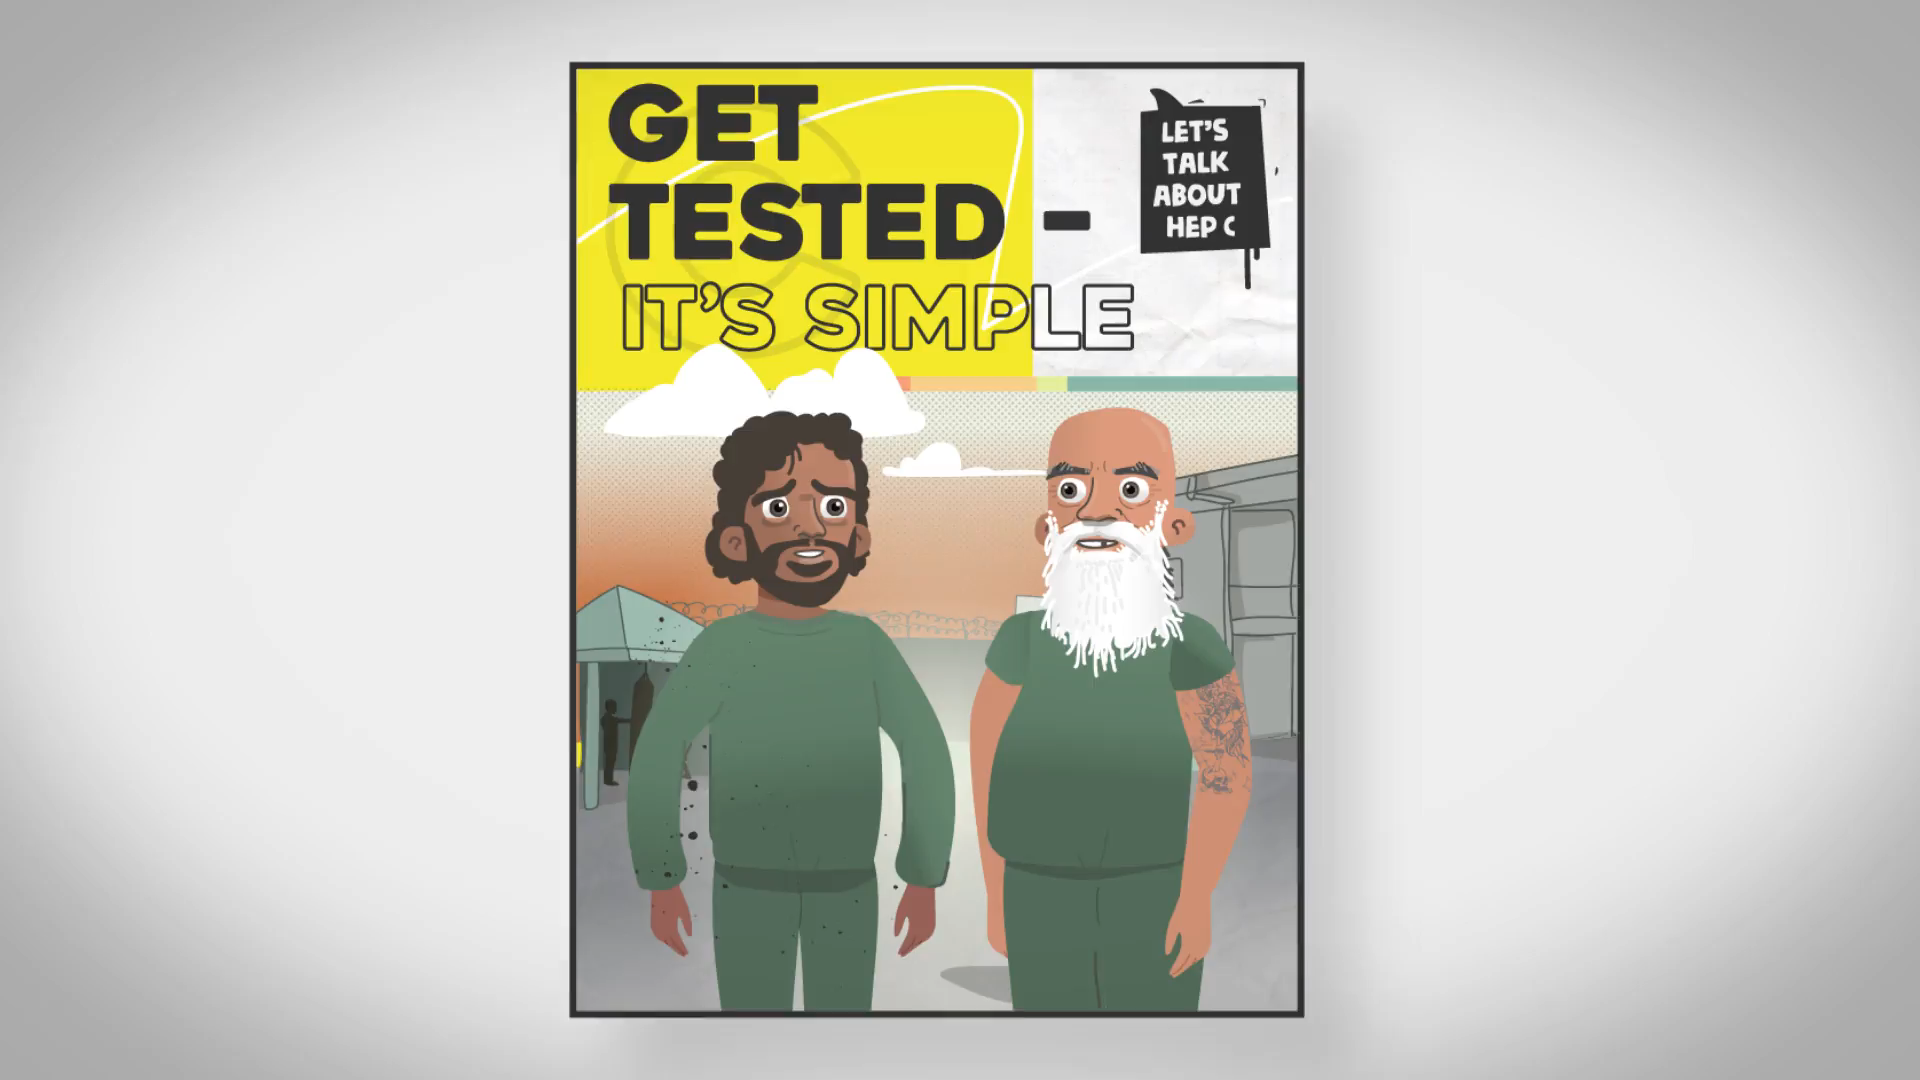 GET
TESTED -
IT'S SIMPLE
LET'S
TALK
ABOUT
HEP C